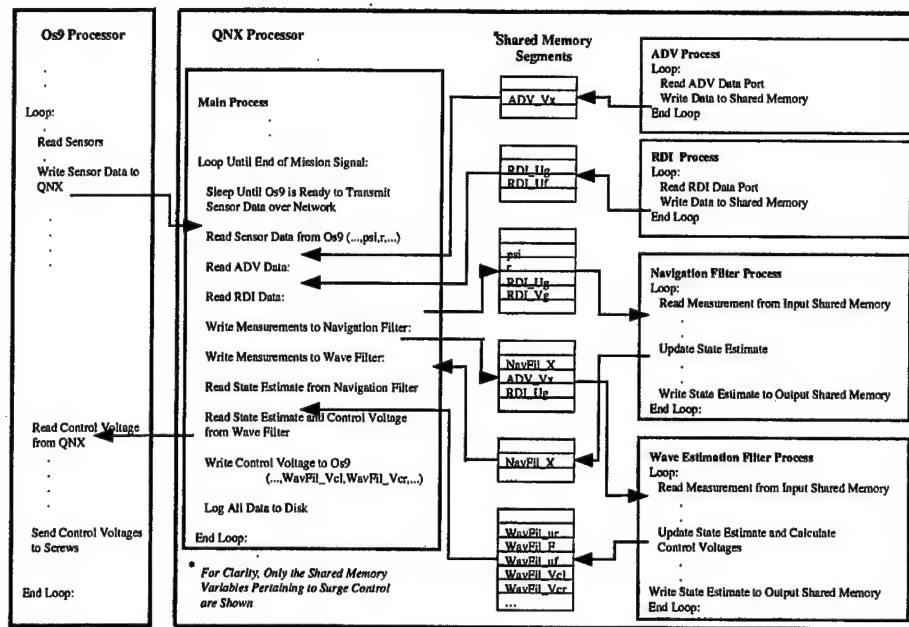 Os9 Processor
.
.
.
Loop:
Read Sensors
.
Write Sensor Data to
QNX
.
.
.
.
.
Read Control Voltage
from QNX
.
.
.
.
Send Control Voltages
to Screws
End Loop:
QNX Processor
Main Process
.
.
Loop Until End of Mission Signal:
Sleep Until Os9 is Ready to Transmit
Sensor Data over Network
Read Sensor Data from Os9 (...,psi,r,...)
Read ADV Data:
Read RDI Data:
Write Measurements to Navigation Filter:
Write Measurements to Wave Filter:
Read State Estimate from Navigation Filter
Read State Estimate and Control Voltage
from Wave Filter
Write Control Voltage to Os9
(...,WavFil_Vcl,WavFil_Vcr,...)
Log All Data to Disk
End Loop:
* For Clarity, Only the Shared Memory
Variables Pertaining to Surge Control
are Shown
*Shared Memory
Segments
ADV_Vx
RDI_Ug
RDI_Uf
psi
r
RDI_Ug
RDI_Vg
...
NavFil_X
ADV_Vx
RDI_Ug
NavFil_X
...
WavFil_ur
WavFil_F
WavFil_uf
WavFil_Vcl
WavFil_Vcr
...
ADV Process
Loop:
Read ADV Data Port
Write Data to Shared Memory
End Loop
RDI Process
Loop:
Read RDI Data Port
Write Data to Shared Memory
End Loop
Navigation Filter Process
Loop:
Read Measurement from Input Shared Memory
.
.
Update State Estimate
.
.
Write State Estimate to Output Shared Memory
End Loop:
Wave Estimation Filter Process
Loop:
Read Measurement from Input Shared Memory
.
.
Update State Estimate and Calculate
Control Voltages
.
.
Write State Estimate to Output Shared Memory
End Loop: